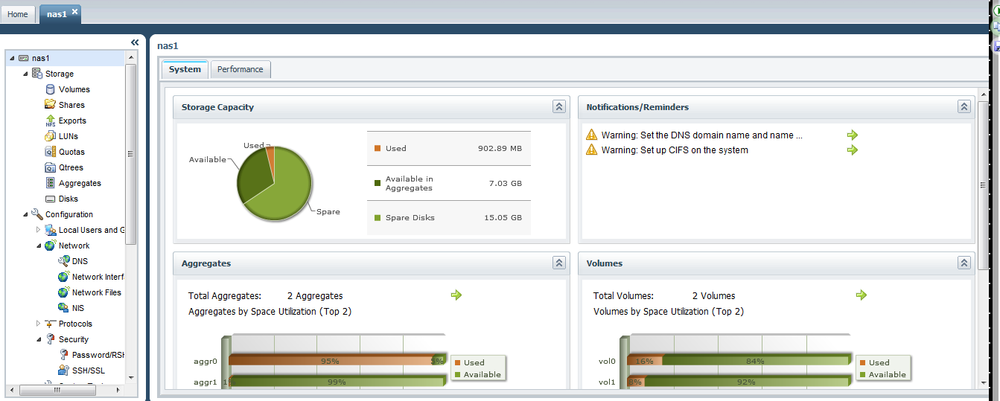 Home
nas1
nas1
Storage
Volumes
Shares
Exports
LUNs
Quotas
Qtrees
Aggregates
Disks
Configuration
Local Users and G
Network
DNS
Network Interf
Network Files
NIS
Protocols
Security
Password/RSH
SSH/SSL
nas1
System
Performance
Storage Capacity
Used
Available
Spare
Used 902.89 MB
Available in
Aggregates
7.03 GB
Spare Disks 15.05 GB
Notifications/Reminders
Warning: Set the DNS domain name and name ...
Warning: Set up CIFS on the system
Aggregates
Total Aggregates: 2 Aggregates
Aggregates by Space Utilization (Top 2)
aggr0 95% 5%
aggr1 1% 99%
Used
Available
Volumes
Total Volumes: 2 Volumes
Volumes by Space Utilization (Top 2)
vol0 16% 84%
vol1 8% 92%
Used
Available